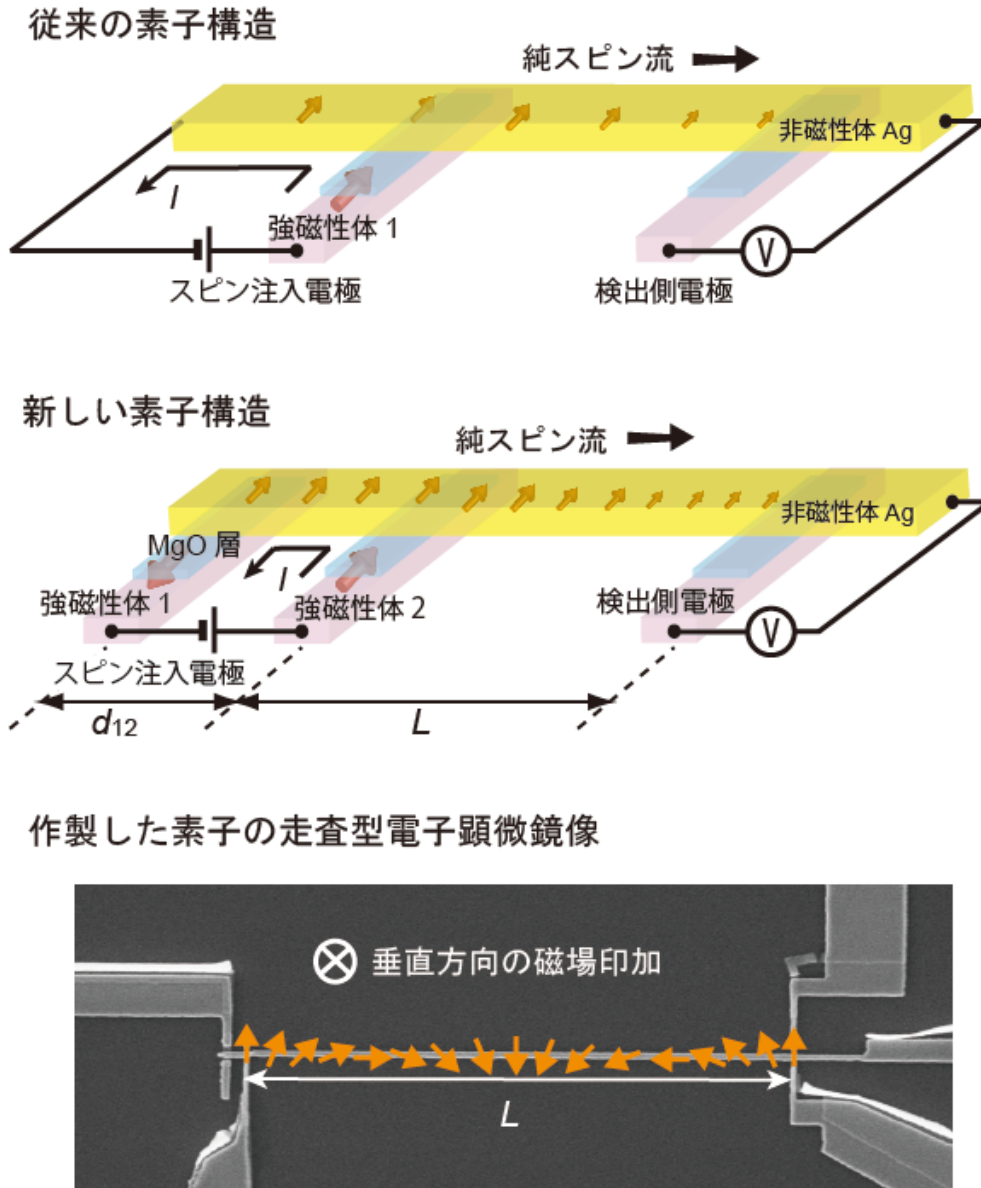 従来の素子構造
純スピン流
非磁性体 Ag
I
強磁性体 1
V
スピン注入電極
検出側電極
新しい素子構造
純スピン流
非磁性体 Ag
MgO 層
I
強磁性体 1
強磁性体 2
検出側電極
V
スピン注入電極
d12
L
作製した素子の走査型電子顕微鏡像
垂直方向の磁場印加
L